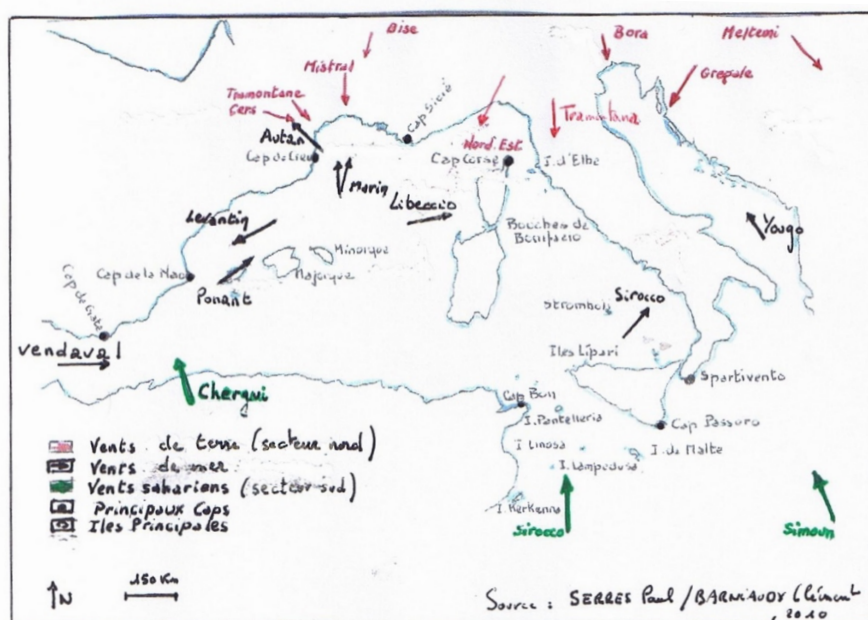 Bise
Bora
Meltemi
Mistral
Grepale
Tramontane
Cers
Cap Sicié
Tramontana
Autan
Nord. Est
Cap Corse
I. d'Elbe
Marin
Libeccio
Levantin
Bouches de
Bonifacio
Yougo
Minorque
Majorque
Cap de la Nao
Ponant
Stromboli
Sirocco
Cap de Gate
Iles Lipari
Vendaval
Chergui
Spartivento
Cap Bon
I. Pantelleria
Cap Passero
I. Linosa
I. de Malte
I. Lampedusa
Vents de terre (secteur nord)
Vents de mer
Vents sahariens (secteur sud)
Principaux Caps
Iles Principales
I. Kerkenna
Sirocco
Simoun
N
150 Km
Source : SERRES Paul / BARNIAUDY Clément
, 2010